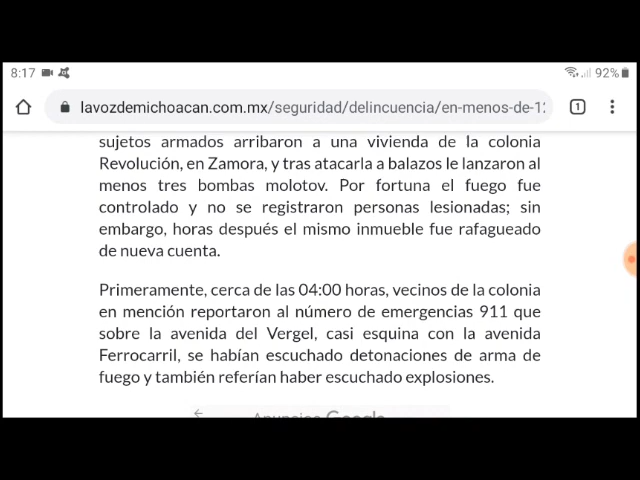 8:17
92%
lavozdemichoacan.com.mx/seguridad/delincuencia/en-menos-de-12
1
sujetos armados arribaron a una vivienda de la colonia
Revolución, en Zamora, y tras atacarla a balazos le lanzaron al
menos tres bombas molotov. Por fortuna el fuego fue
controlado y no se registraron personas lesionadas; sin
embargo, horas después el mismo inmueble fue rafagueado
de nueva cuenta.
Primeramente, cerca de las 04:00 horas, vecinos de la colonia
en mención reportaron al número de emergencias 911 que
sobre la avenida del Vergel, casi esquina con la avenida
Ferrocarril, se habían escuchado detonaciones de arma de
fuego y también referían haber escuchado explosiones.
Anuncios Google